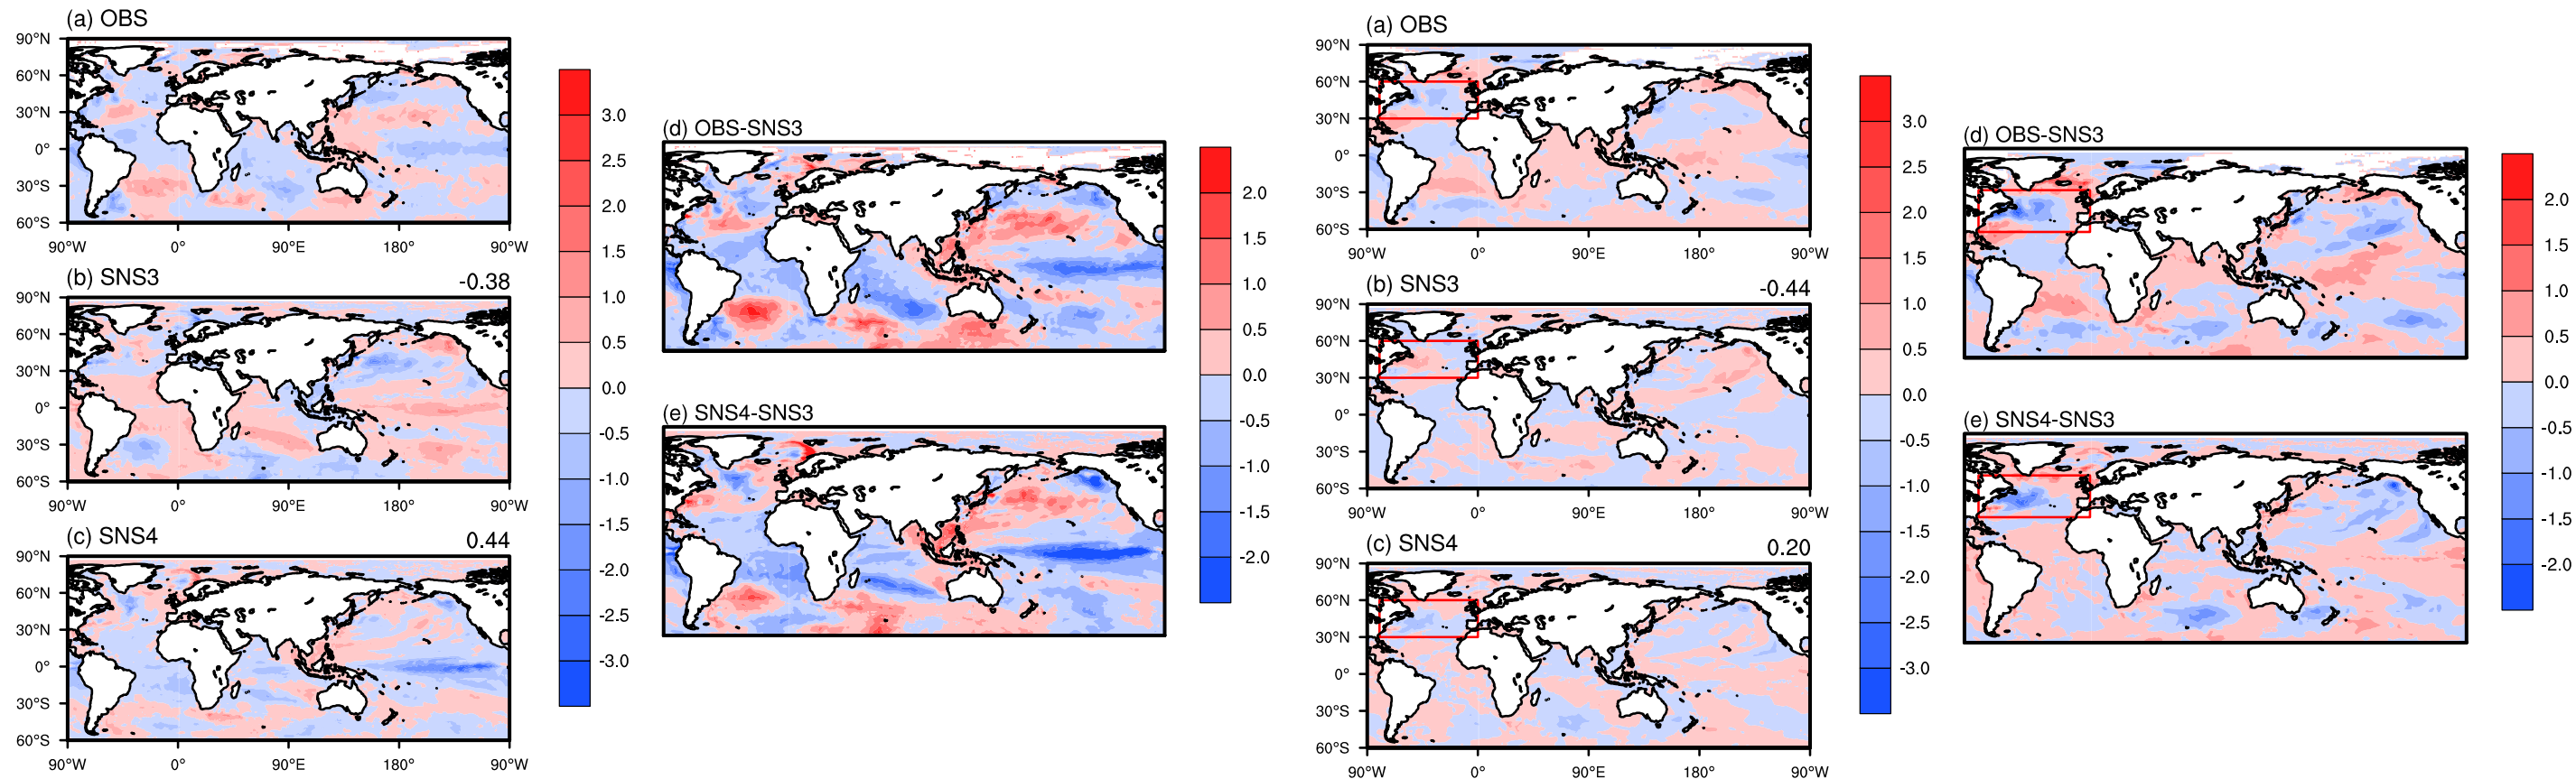 (a) OBS
90°N
60°N
30°N
0°
30°S
60°S
90°W 0° 90°E 180° 90°W
(b) SNS3 -0.38
90°N
60°N
30°N
0°
30°S
60°S
90°W 0° 90°E 180° 90°W
(c) SNS4 0.44
90°N
60°N
30°N
0°
30°S
60°S
90°W 0° 90°E 180° 90°W
3.0
2.5
2.0
1.5
1.0
0.5
0.0
-0.5
-1.0
-1.5
-2.0
-2.5
-3.0
(d) OBS-SNS3
(e) SNS4-SNS3
2.0
1.5
1.0
0.5
0.0
-0.5
-1.0
-1.5
-2.0
(a) OBS
90°N
60°N
30°N
0°
30°S
60°S
90°W 0° 90°E 180° 90°W
(b) SNS3 -0.44
90°N
60°N
30°N
0°
30°S
60°S
90°W 0° 90°E 180° 90°W
(c) SNS4 0.20
90°N
60°N
30°N
0°
30°S
60°S
90°W 0° 90°E 180° 90°W
3.0
2.5
2.0
1.5
1.0
0.5
0.0
-0.5
-1.0
-1.5
-2.0
-2.5
-3.0
(d) OBS-SNS3
(e) SNS4-SNS3
2.0
1.5
1.0
0.5
0.0
-0.5
-1.0
-1.5
-2.0